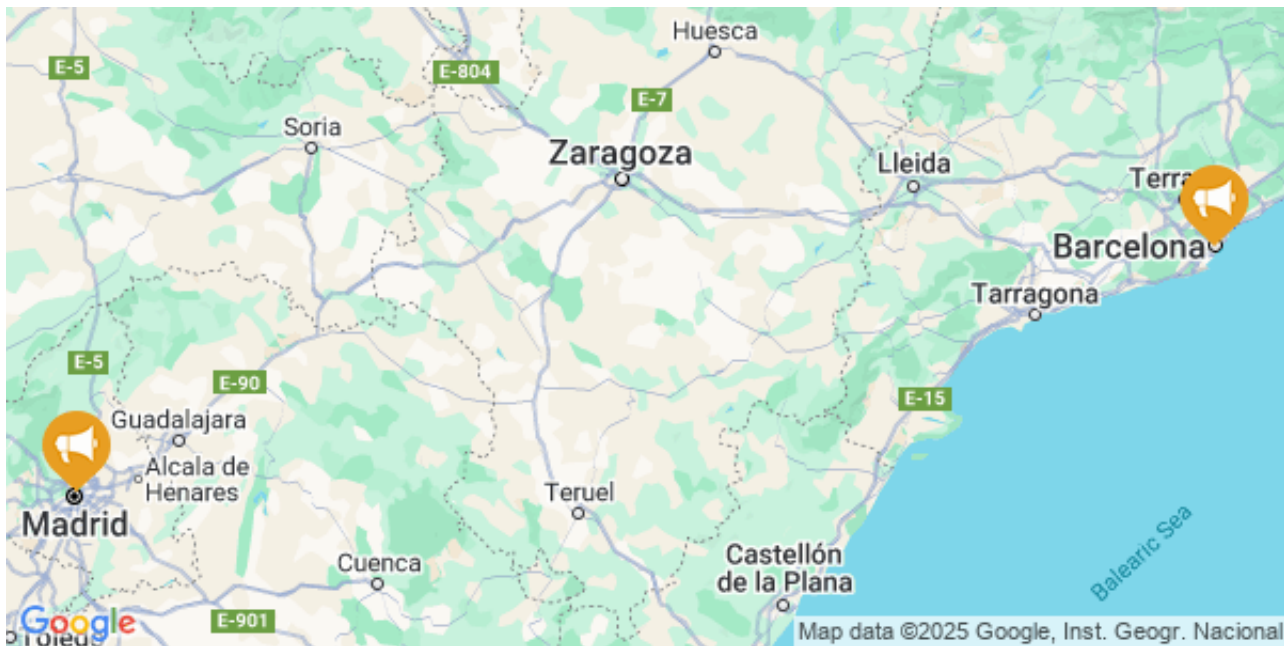 Huesca
E-5
E-804
E-7
Soria
Zaragoza
Lleida
Terra
Barcelona
Tarragona
E-5
E-90
E-15
Guadalajara
Alcala de
Henares
Madrid
Teruel
Castellón
de la Plana
Cuenca
Balearic Sea
E-901
Google
Map data ©2025 Google, Inst. Geogr. Nacional